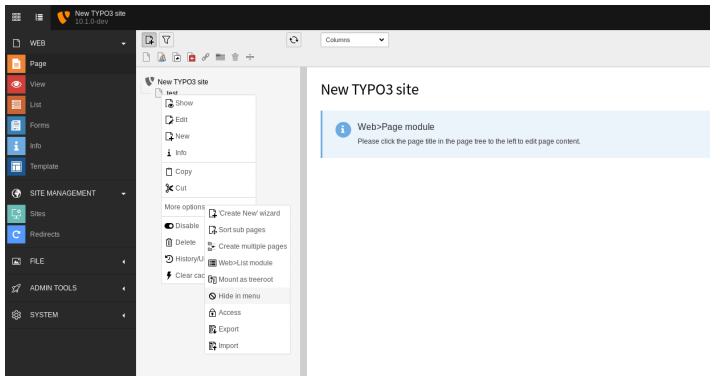 New TYPO3 site
10.1.0-dev
WEB
Page
View
List
Forms
Info
Template
SITE MANAGEMENT
Sites
Redirects
FILE
ADMIN TOOLS
SYSTEM
Columns
New TYPO3 site
test
Show
Edit
New
Info
Copy
Cut
More options
Disable
Delete
History/U
Clear cac
'Create New' wizard
Sort sub pages
Create multiple pages
Web>List module
Mount as treeroot
Hide in menu
Access
Export
Import
New TYPO3 site
Web>Page module
Please click the page title in the page tree to the left to edit page content.